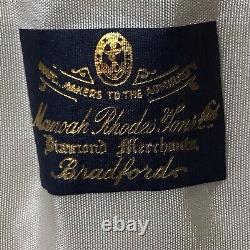 MAKERS TO THE ADMIRALTY
Manoah Rhodes & Sons Ltd
Diamond Merchants
Bradford